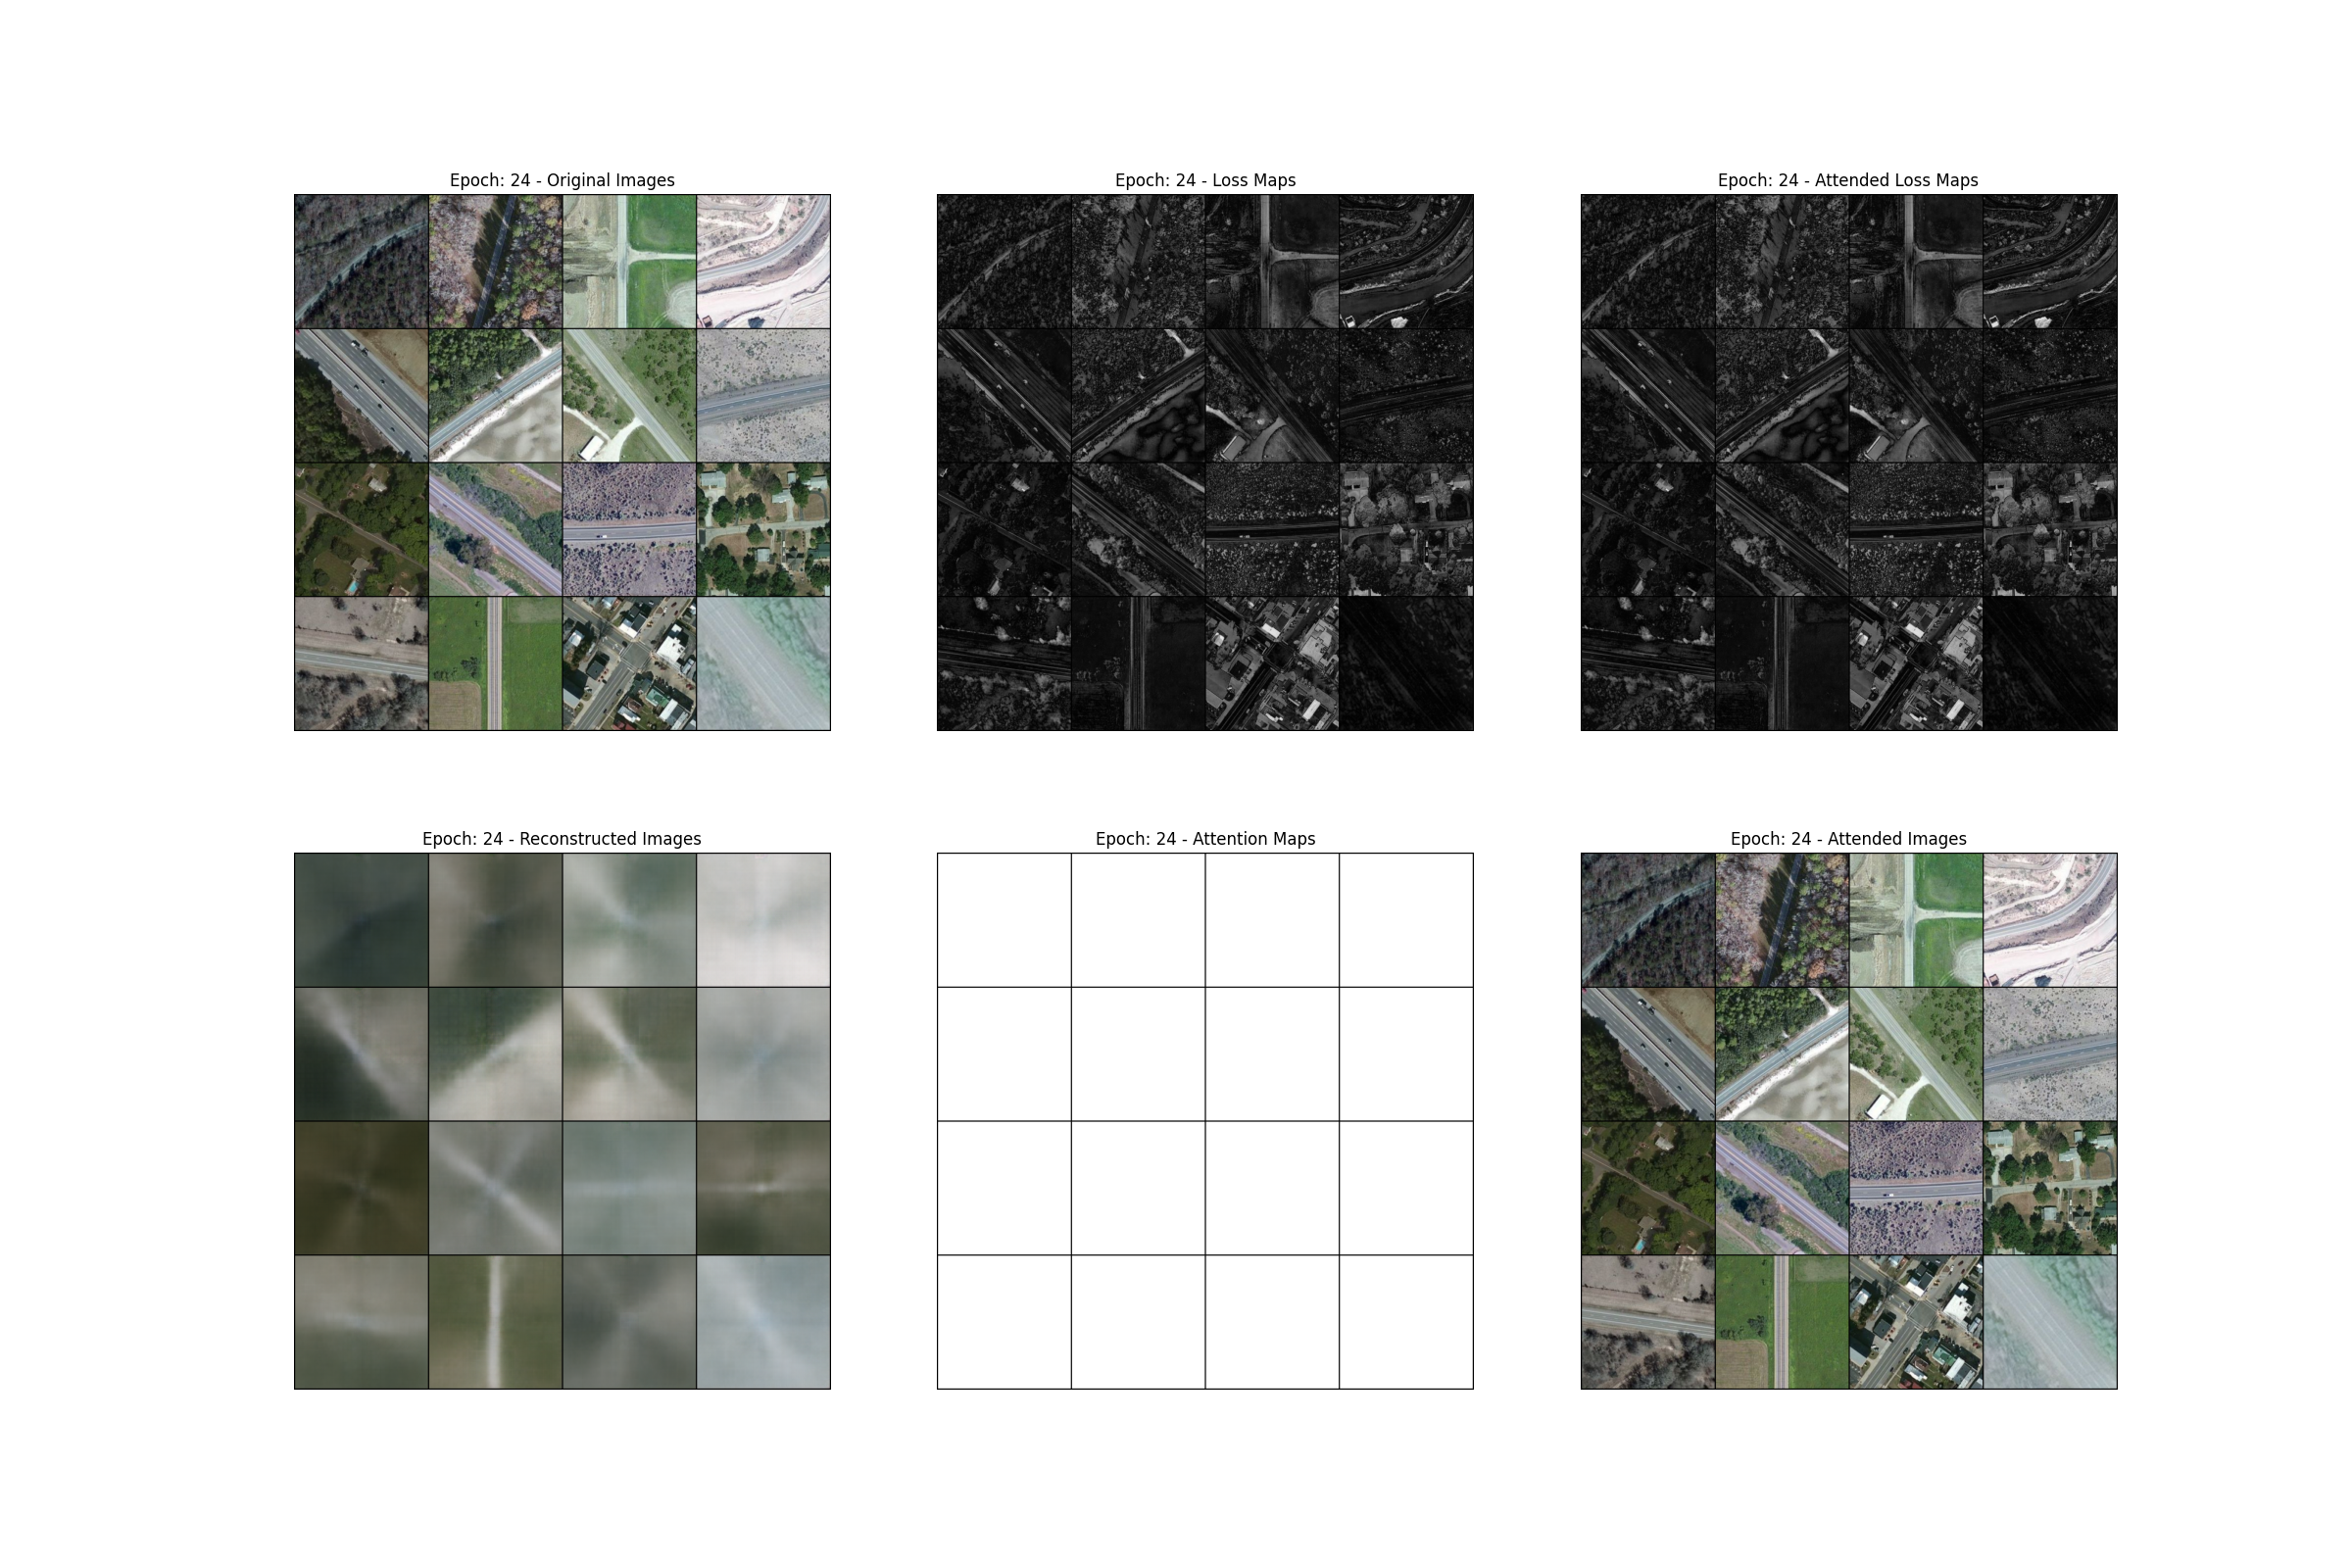 Epoch: 24 - Original Images
Epoch: 24 - Loss Maps
Epoch: 24 - Attended Loss Maps
Epoch: 24 - Reconstructed Images
Epoch: 24 - Attention Maps
Epoch: 24 - Attended Images